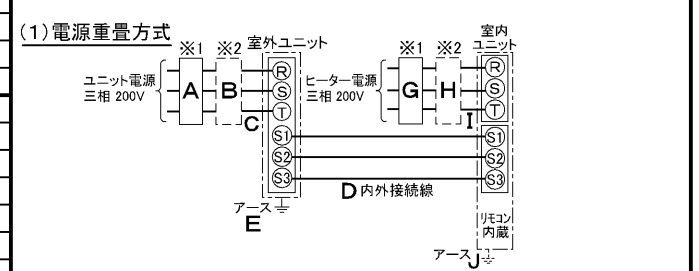 (1)電源重畳方式
※1 ※2 室外ユニット
※1 ※2 室内
ユニット
ユニット電源
三相 200V
A
B
C
R
S
T
S1
S2
S3
ヒーター電源
三相 200V
G
H
I
R
S
T
S1
S2
S3
D 内外接続線
アース
E
リモコン
内蔵
アース J